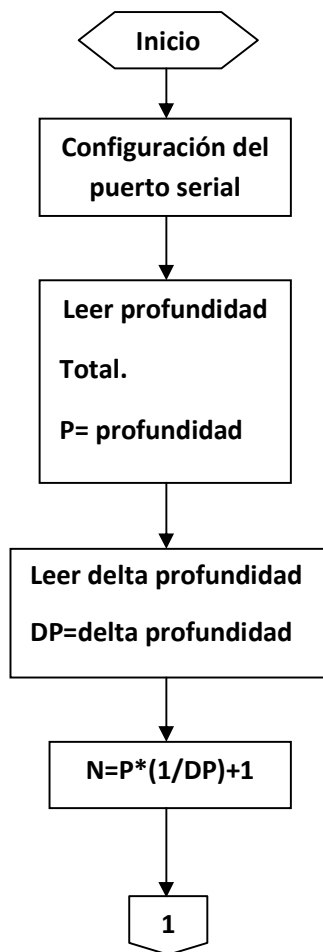 Inicio
Configuración del
puerto serial
Leer profundidad
Total.
P= profundidad
Leer delta profundidad
DP=delta profundidad
N=P*(1/DP)+1
1